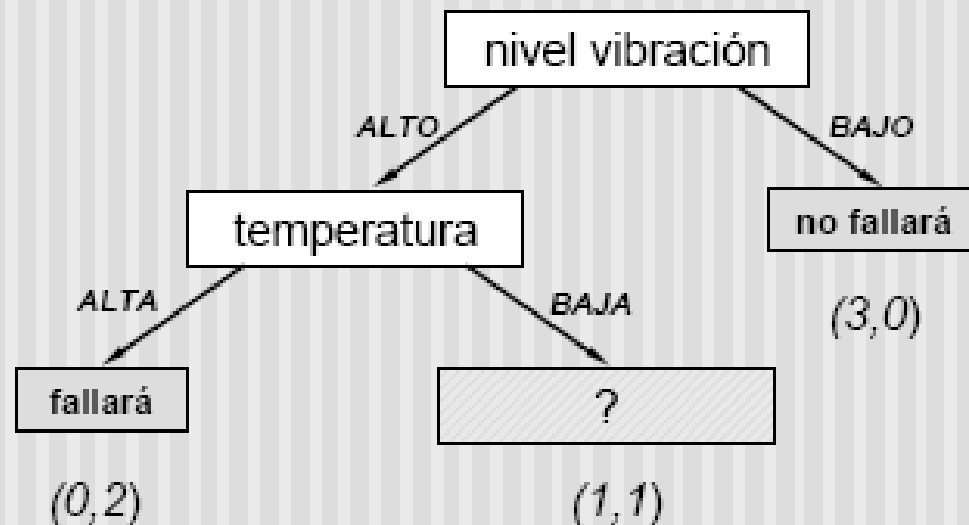 nivel vibración
ALTO
BAJO
temperatura
no fallará
ALTA
BAJA
(3,0)
fallará
?
(0,2)
(1,1)